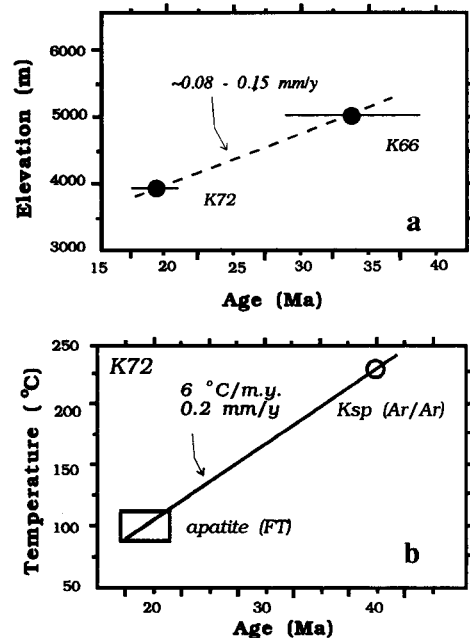 6000
5000
4000
3000
Elevation (m)
~0.08 - 0.15 mm/y
K66
K72
a
15 20 25 30 35 40
Age (Ma)
250
200
150
100
50
Temperature (°C)
K72
6 °C/m.y.
0.2 mm/y
Ksp (Ar/Ar)
apatite (FT)
b
20 30 40
Age (Ma)